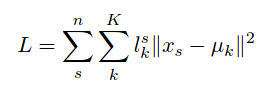 L = \sum_{s}^{n} \sum_{k}^{K} l_k^s \| x_s - \mu_k \|^2